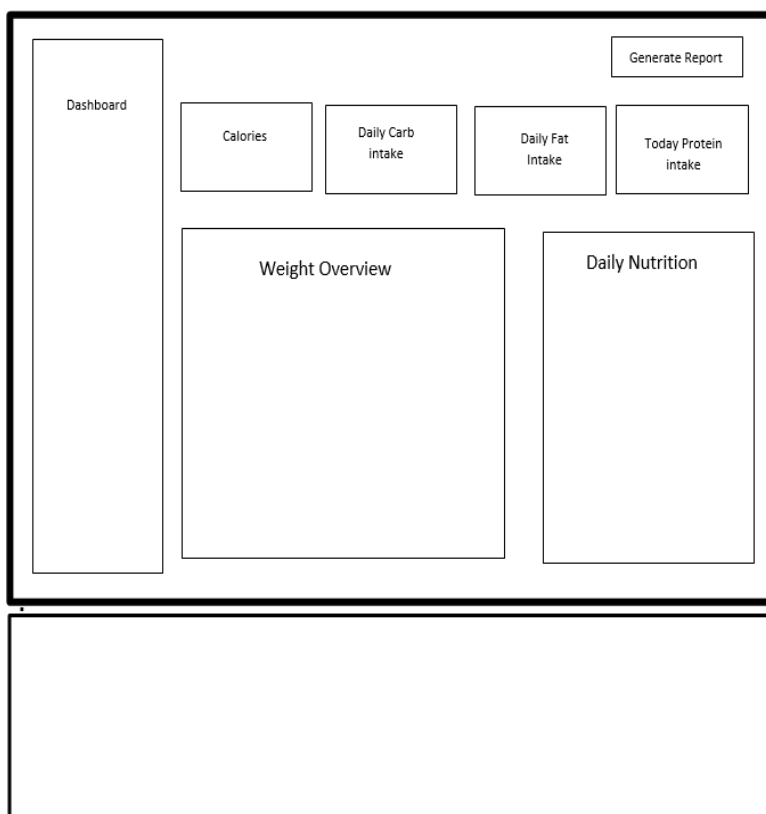 Generate Report
Dashboard
Calories
Daily Carb
intake
Daily Fat
Intake
Today Protein
intake
Weight Overview
Daily Nutrition